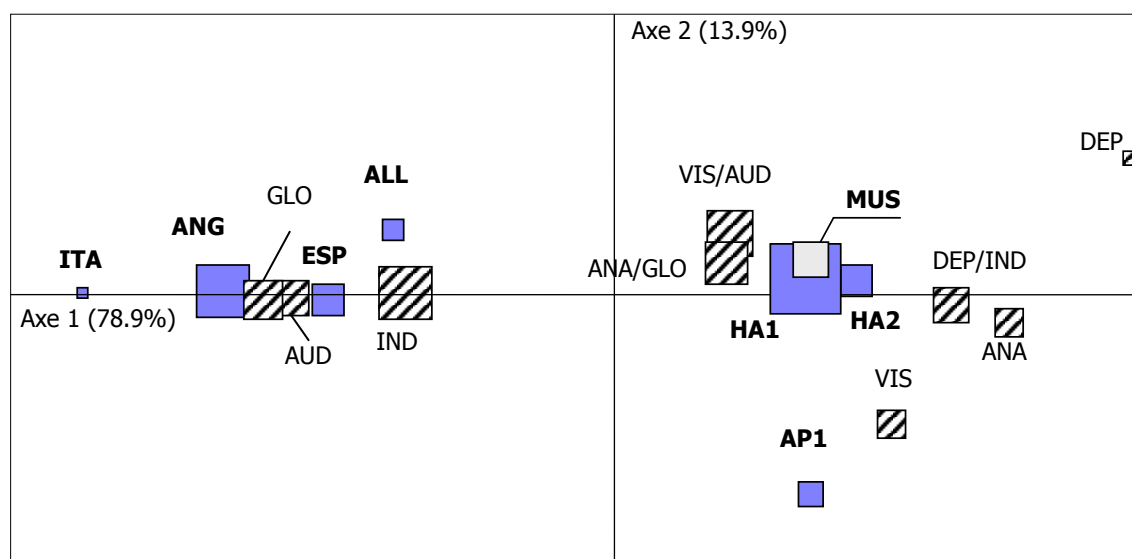 Axe 2 (13.9%)
DEP
VIS/AUD
ALL
GLO
MUS
ANG
ESP
ITA
ANA/GLO
DEP/IND
Axe 1 (78.9%)
HA1
HA2
AUD
IND
ANA
VIS
AP1